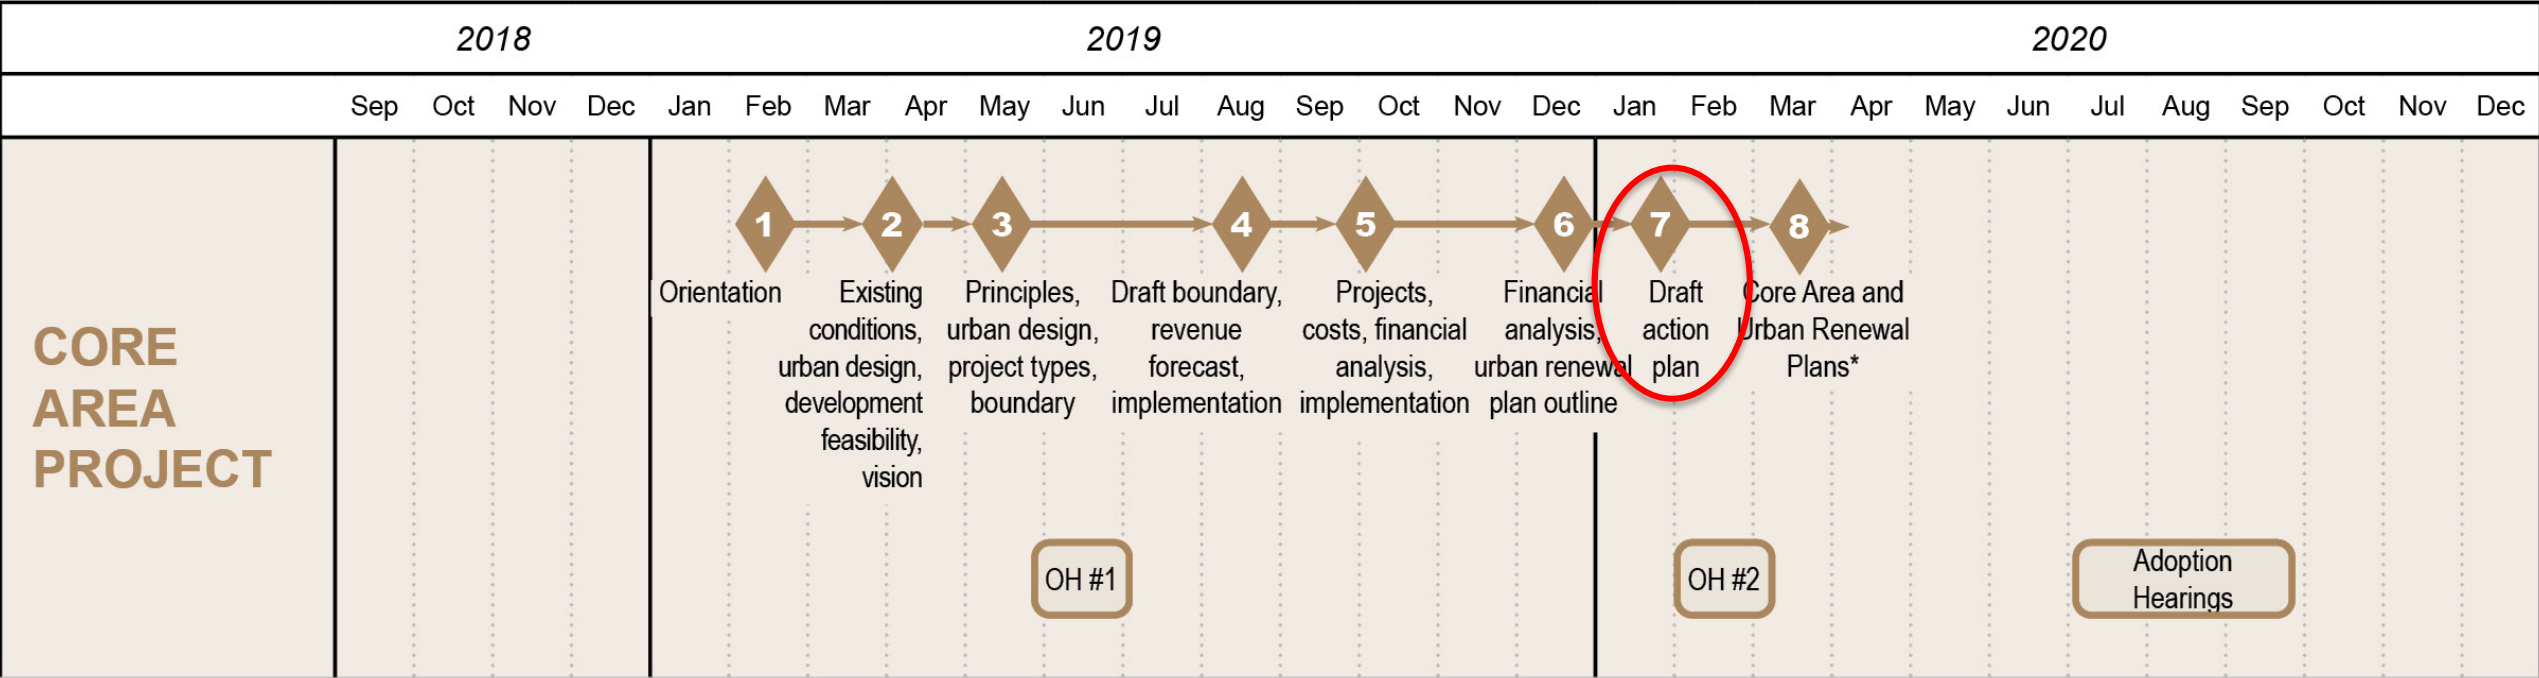 2018 2019 2020
Sep Oct Nov Dec Jan Feb Mar Apr May Jun Jul Aug Sep Oct Nov Dec Jan Feb Mar Apr May Jun Jul Aug Sep Oct Nov Dec
CORE
AREA
PROJECT
1
Orientation
2
Existing
conditions,
urban design,
development
feasibility,
vision
3
Principles,
urban design,
project types,
boundary
4
Draft boundary,
revenue
forecast,
implementation
5
Projects,
costs, financial
analysis,
implementation
6
Financial
analysis,
urban renewal
plan outline
7
Draft
action
plan
8
Core Area and
Urban Renewal
Plans*
OH #1
OH #2
Adoption
Hearings